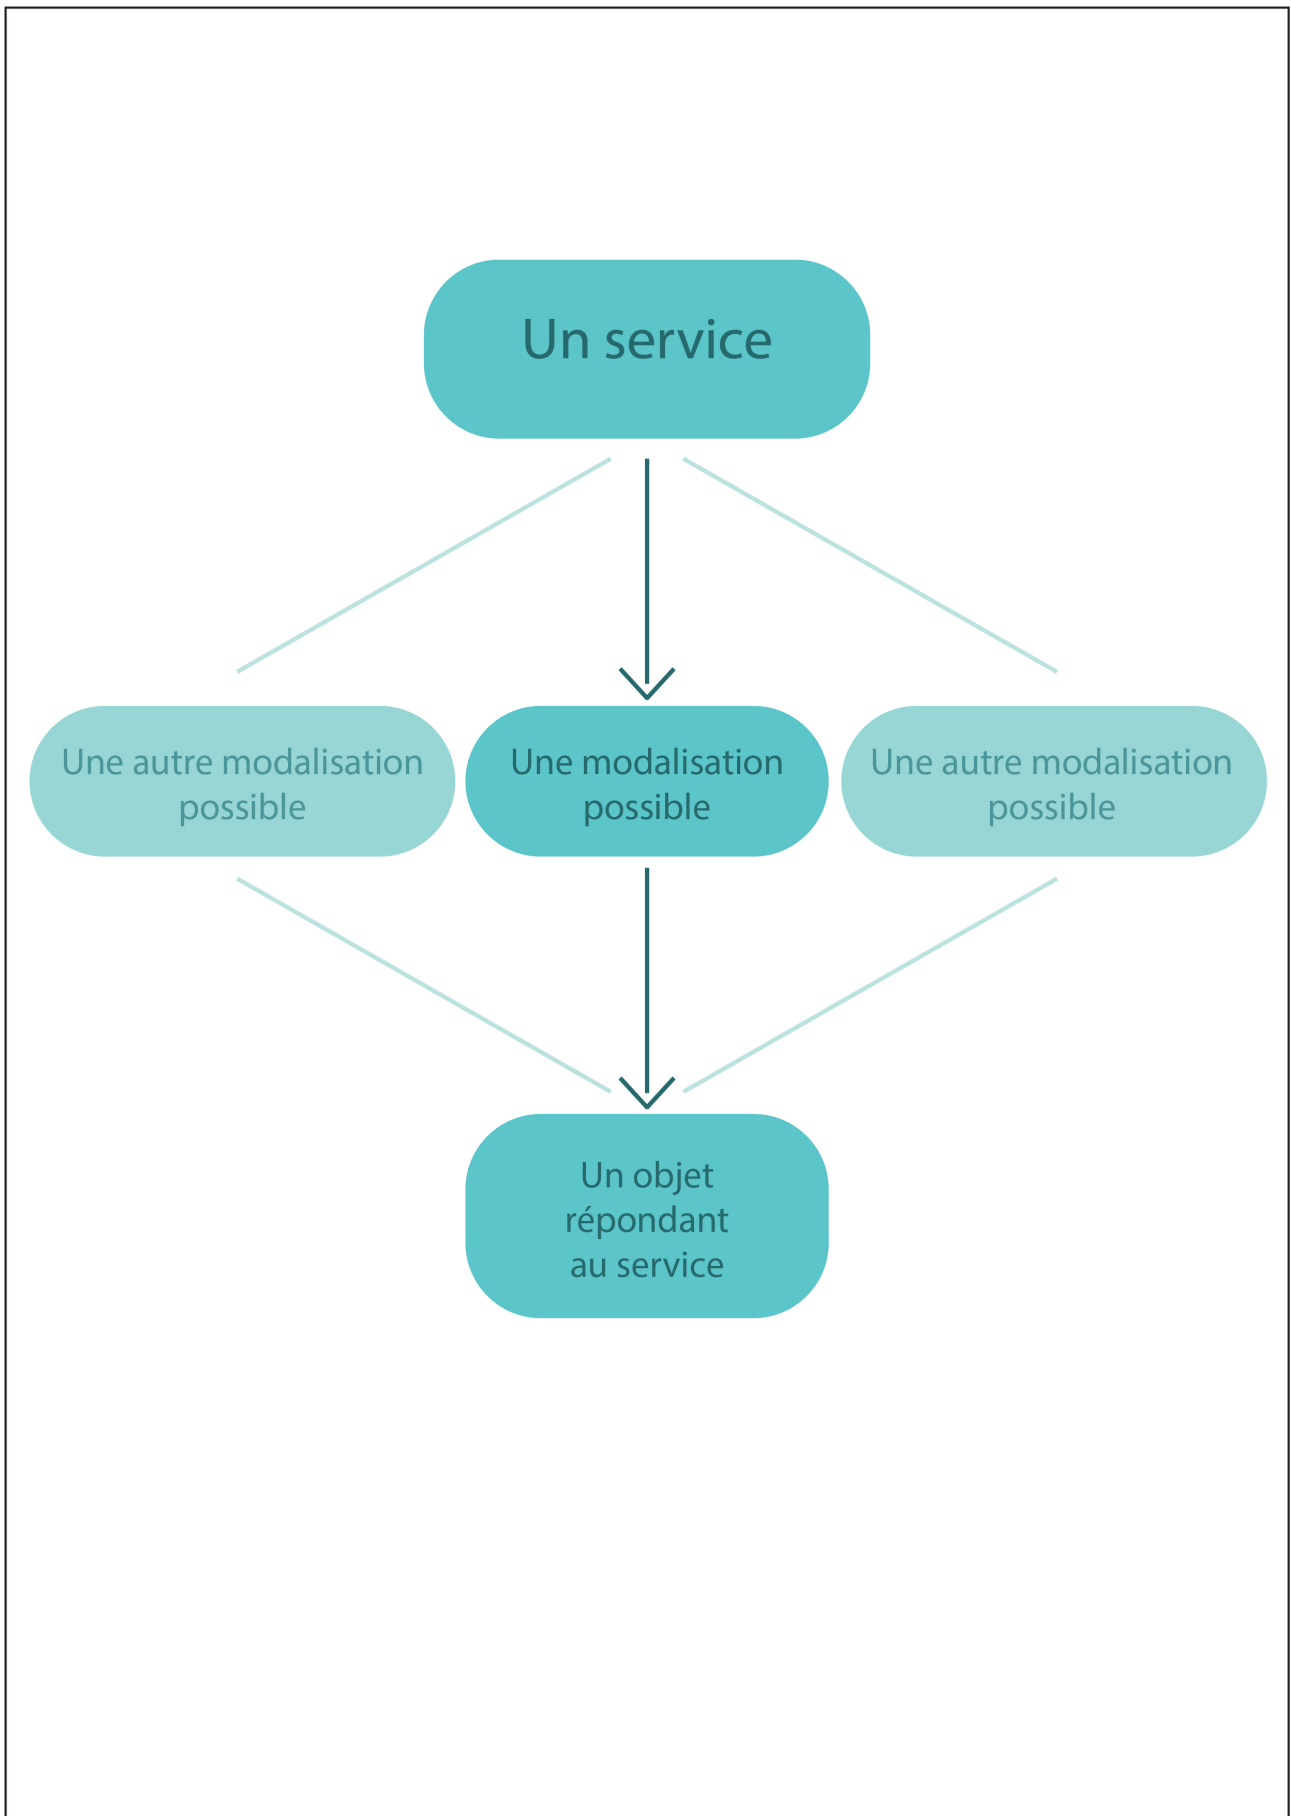 Un service
Une autre modalisation
possible
Une modalisation
possible
Une autre modalisation
possible
Un objet
répondant
au service